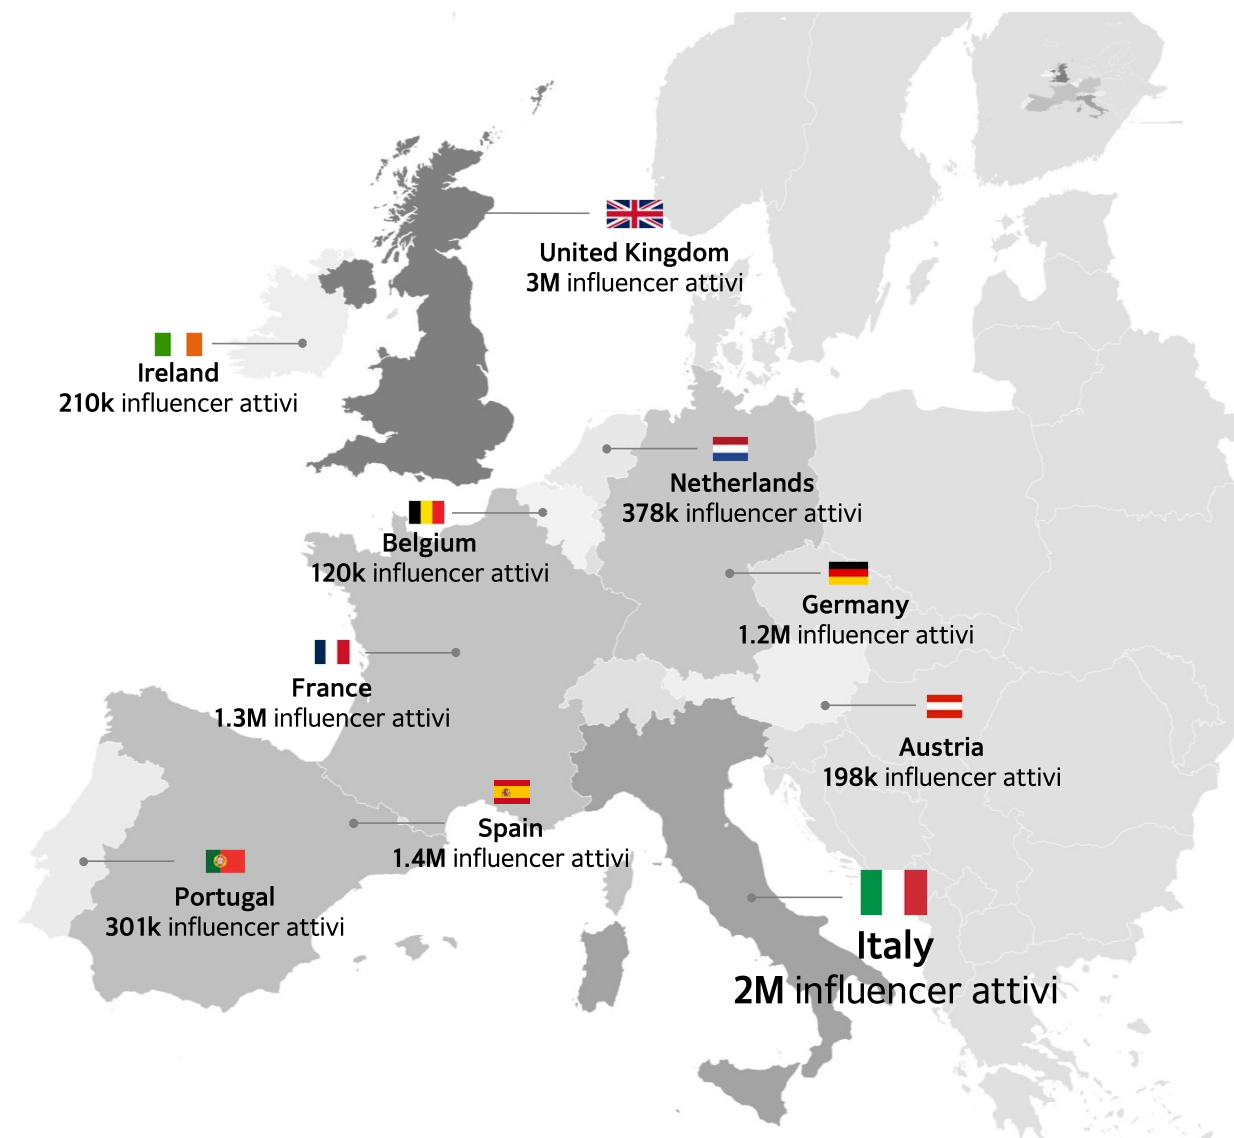 United Kingdom
3M influencer attivi
Ireland
210k influencer attivi
Netherlands
378k influencer attivi
Belgium
120k influencer attivi
Germany
1.2M influencer attivi
France
1.3M influencer attivi
Austria
198k influencer attivi
Spain
1.4M influencer attivi
Portugal
301k influencer attivi
Italy
2M influencer attivi